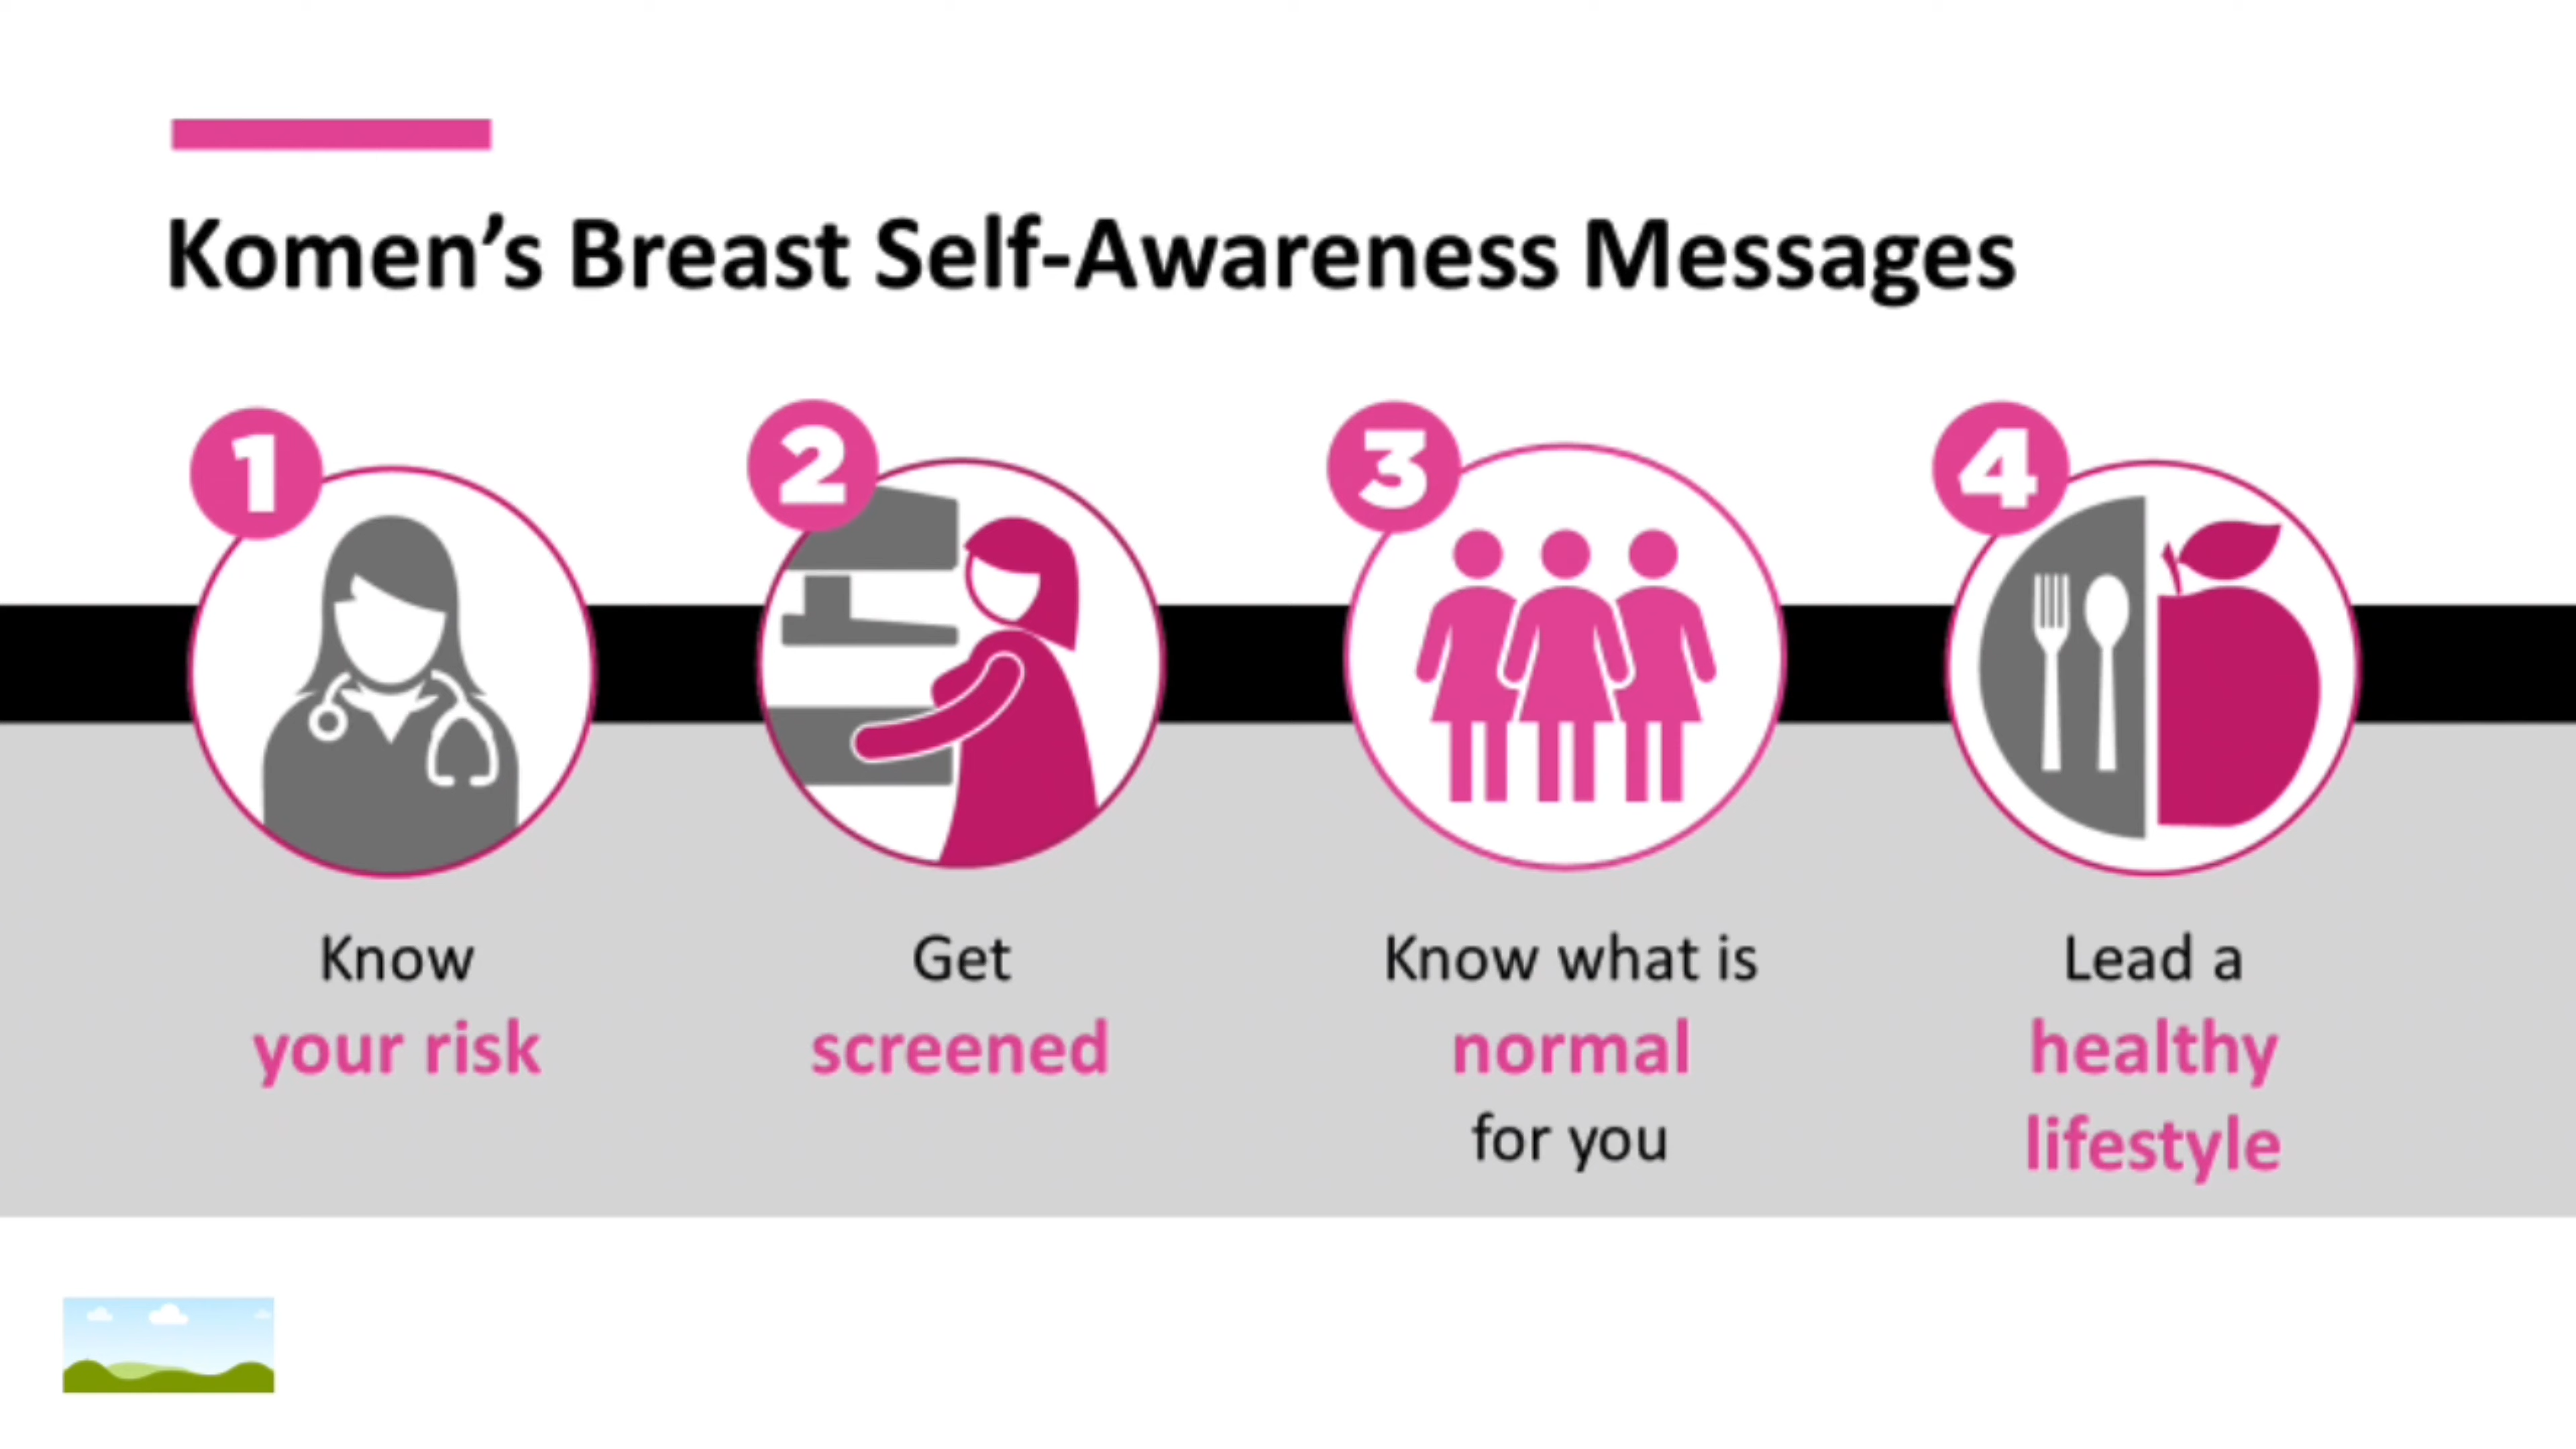 Komen's Breast Self-Awareness Messages
1
2
3
4
Know
your risk
Get
screened
Know what is
normal
for you
Lead a
healthy
lifestyle